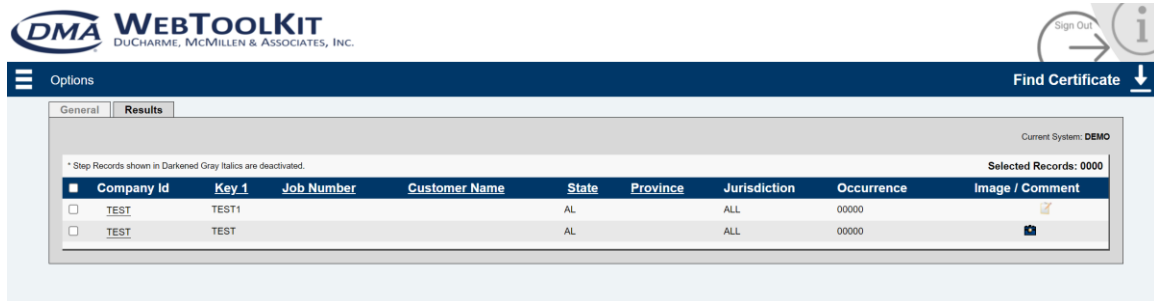 DMA WEBTOOLKIT
DUCHARME, MCMILLEN & ASSOCIATES, INC.
Sign Out
i
Options
Find Certificate
General Results
Current System: DEMO
* Step Records shown in Darkened Gray Italics are deactivated.
Selected Records: 0000
Company Id Key 1 Job Number Customer Name State Province Jurisdiction Occurrence Image / Comment
TEST TEST1 AL ALL 00000
TEST TEST AL ALL 00000